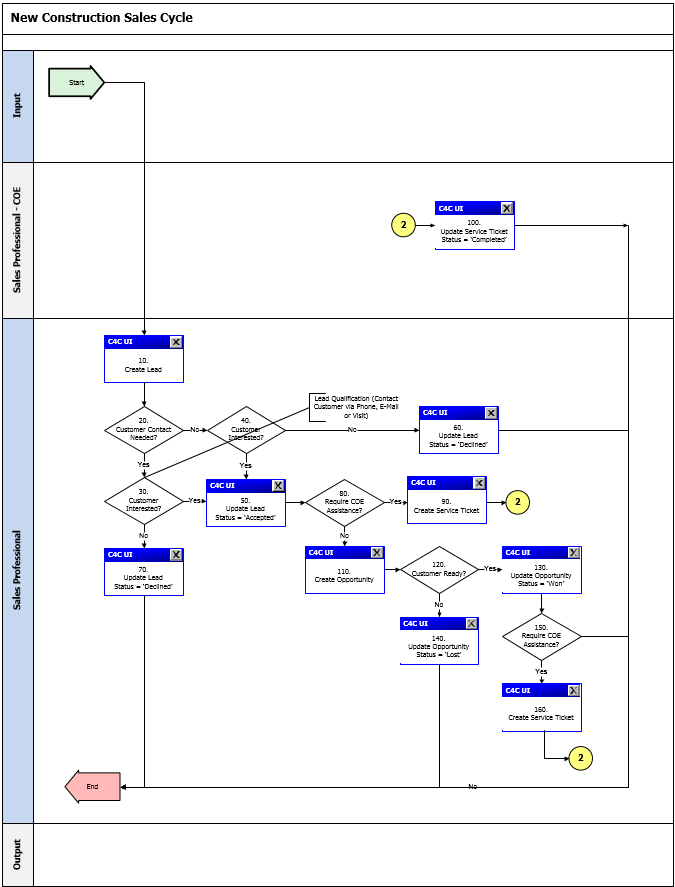 New Construction Sales Cycle
Input
Start
Sales Professional - COE
2
C4C UI X
100.
Update Service Ticket
Status = ‘Completed’
Sales Professional
C4C UI X
10.
Create Lead
Lead Qualification (Contact
Customer via Phone, E-Mail
or Visit)
20.
Customer Contact
Needed?
No
40.
Customer
Interested?
No
C4C UI X
60.
Update Lead
Status = ‘Declined’
Yes
Yes
30.
Customer
Interested?
Yes
C4C UI X
50.
Update Lead
Status = ‘Accepted’
80.
Require COE
Assistance?
Yes
C4C UI X
90.
Create Service Ticket
2
No
No
C4C UI X
70.
Update Lead
Status = ‘Declined’
C4C UI X
110.
Create Opportunity
120.
Customer Ready?
Yes
C4C UI X
130.
Update Opportunity
Status = ‘Won’
No
C4C UI X
140.
Update Opportunity
Status = ‘Lost’
150.
Require COE
Assistance?
Yes
C4C UI X
160.
Create Service Ticket
2
End
No
Output